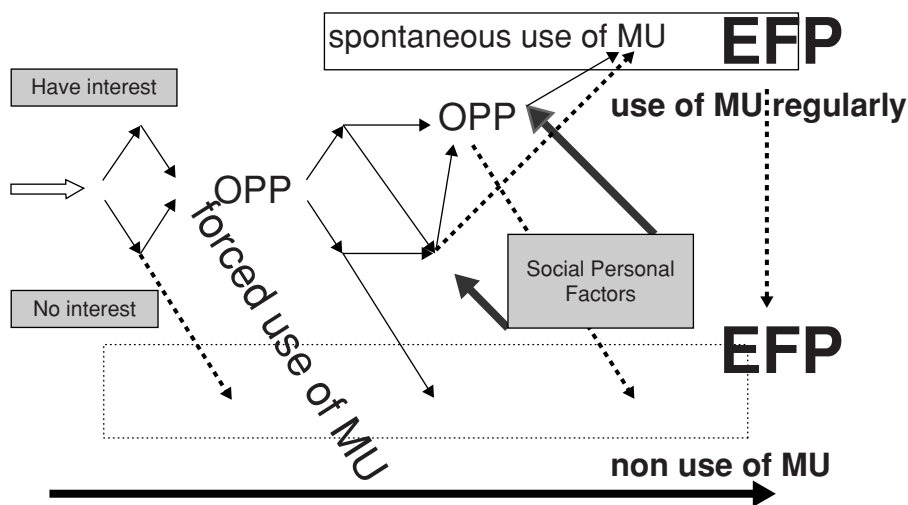 spontaneous use of MU
EFP
Have interest
use of MU regularly
OPP
OPP
forced use of MU
Social Personal
Factors
No interest
EFP
non use of MU